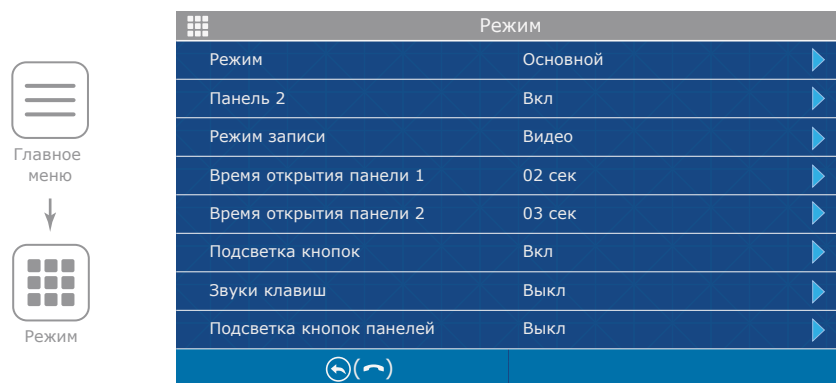 Главное
меню
Режим
Режим
Режим Основной
Панель 2 Вкл
Режим записи Видео
Время открытия панели 1 02 сек
Время открытия панели 2 03 сек
Подсветка кнопок Вкл
Звуки клавиш Выкл
Подсветка кнопок панелей Выкл